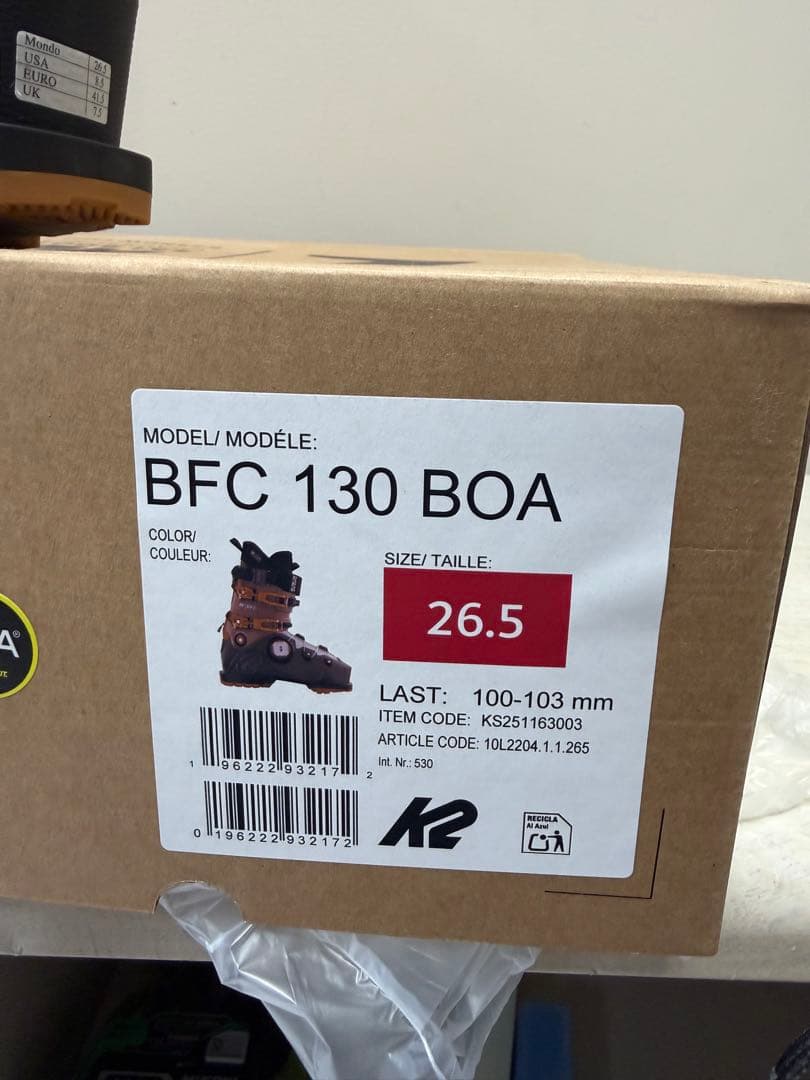 Mondo 26.5
USA 8.5
EURO 41.5
UK 7.5
MODEL/ MODÉLE:
BFC 130 BOA
COLOR/
COULEUR:
SIZE/ TAILLE:
26.5
LAST: 100-103 mm
ITEM CODE: KS251163003
ARTICLE CODE: 10L2204.1.1.265
Int. Nr.: 530
1 96222 93217 2
0 196222 932172
K2
RECICLA
Al Azul
A®